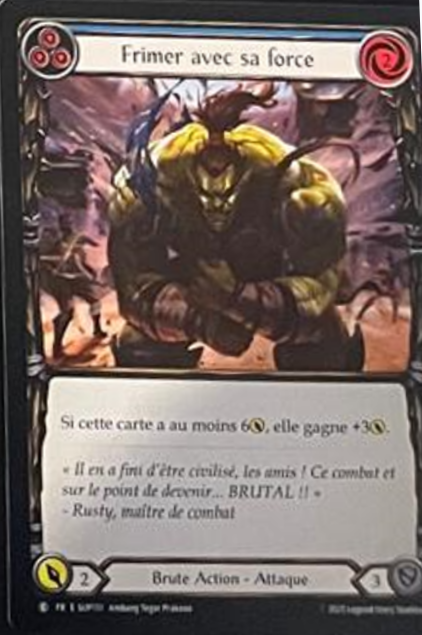 2
Frimer avec sa force
Si cette carte a au moins 6, elle gagne +3.
« Il en a fini d'être civilisé, les amis ! Ce combat et
sur le point de devenir... BRUTAL !! »
- Rusty, maître de combat
2 Brute Action - Attaque 3
FR